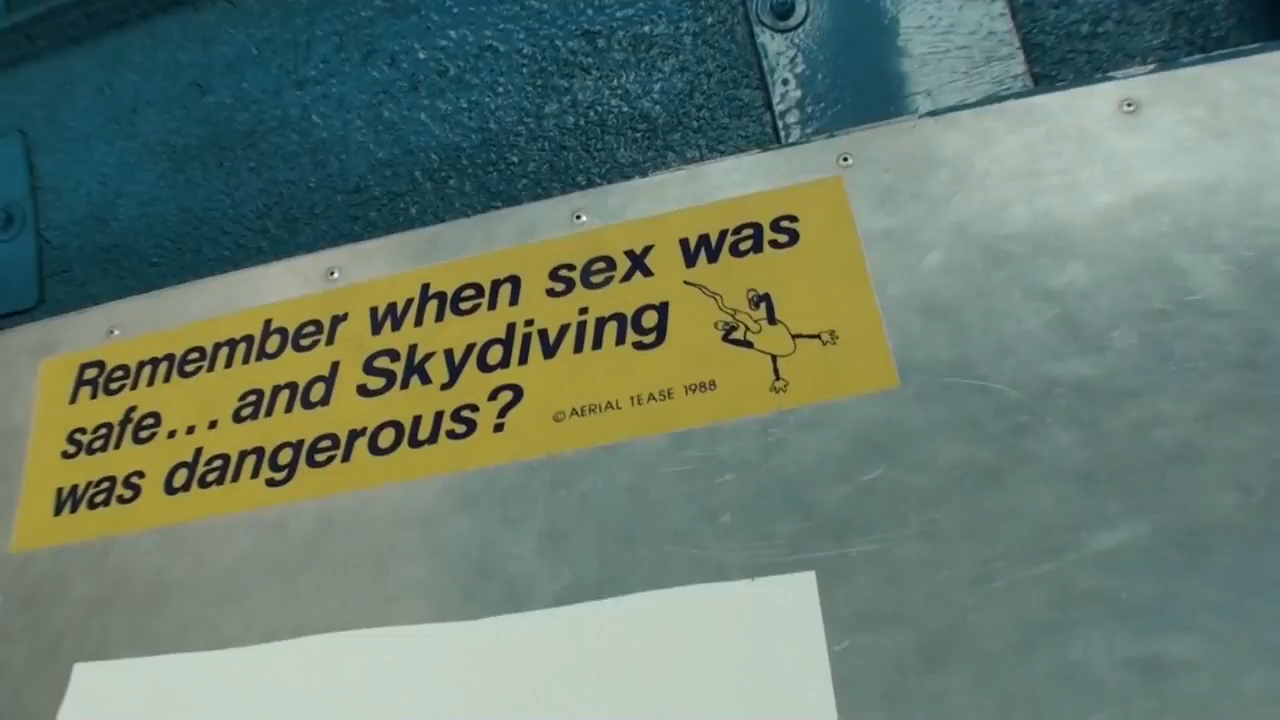 Remember when sex was
safe...and Skydiving
was dangerous?
© AERIAL TEASE 1988